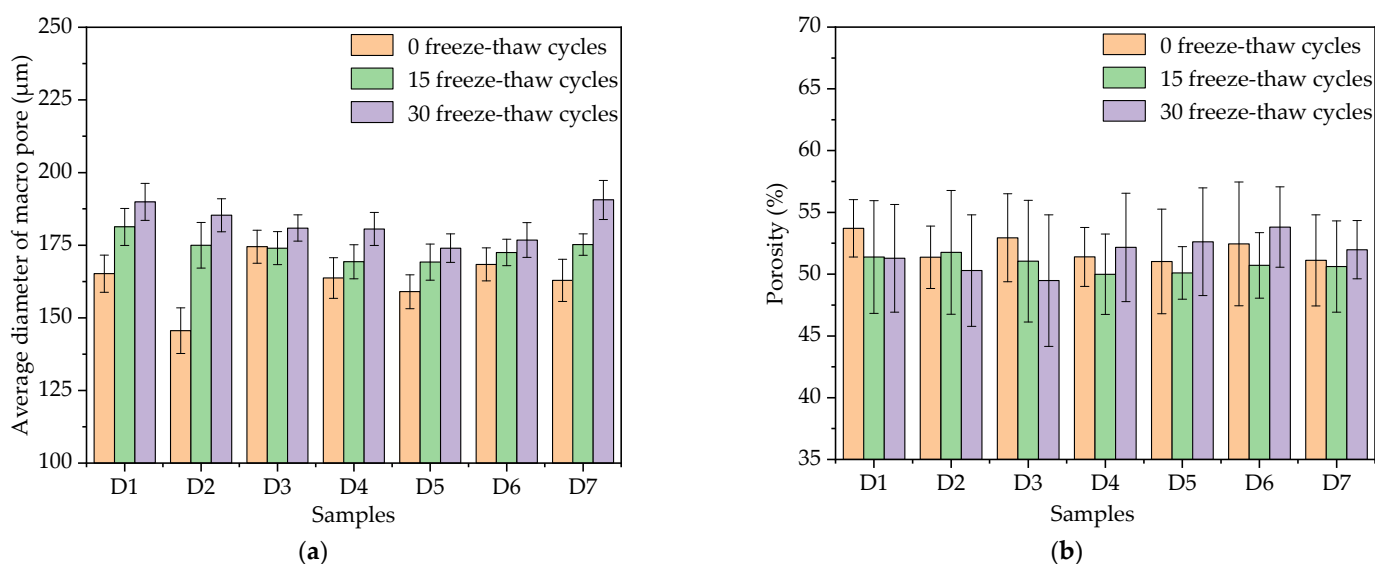 250
225
200
175
150
125
100
Average diameter of macro pore (μm)
0 freeze-thaw cycles
15 freeze-thaw cycles
30 freeze-thaw cycles
D1 D2 D3 D4 D5 D6 D7
Samples
(a)
70
65
60
55
50
45
40
35
Porosity (%)
0 freeze-thaw cycles
15 freeze-thaw cycles
30 freeze-thaw cycles
D1 D2 D3 D4 D5 D6 D7
Samples
(b)